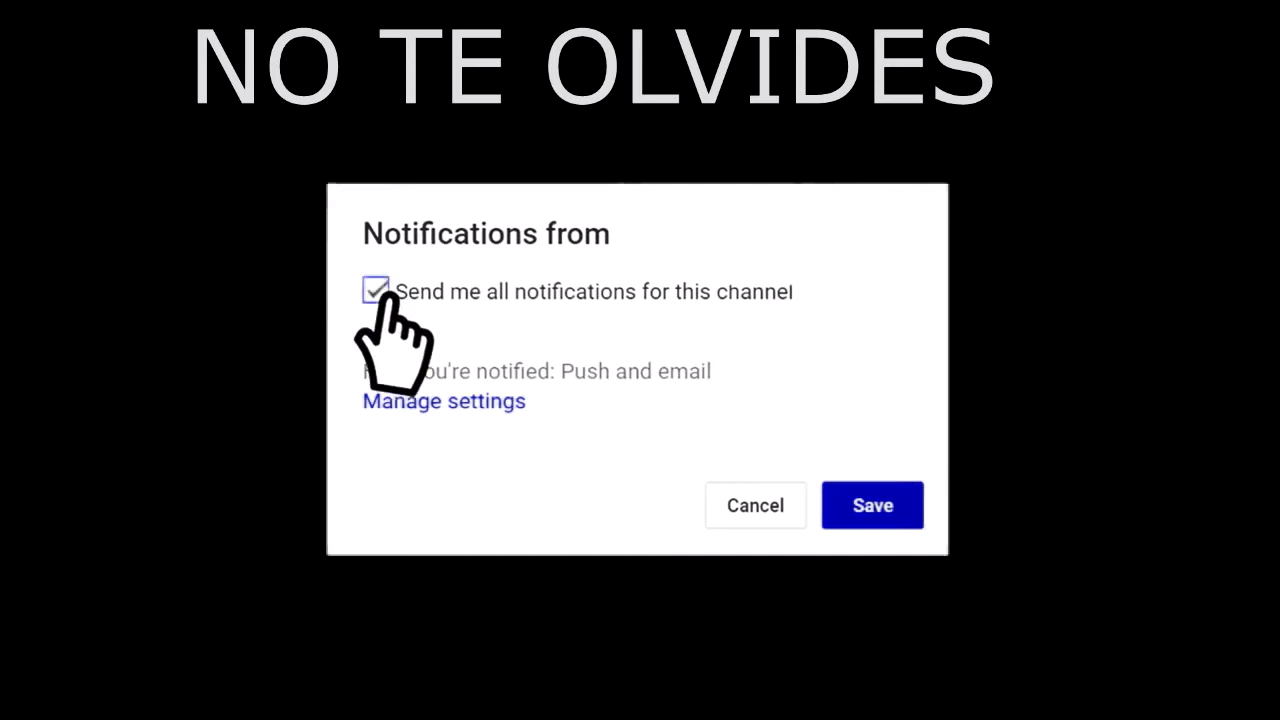 NO TE OLVIDES
Notifications from
Send me all notifications for this channel
you're notified: Push and email
Manage settings
Cancel
Save